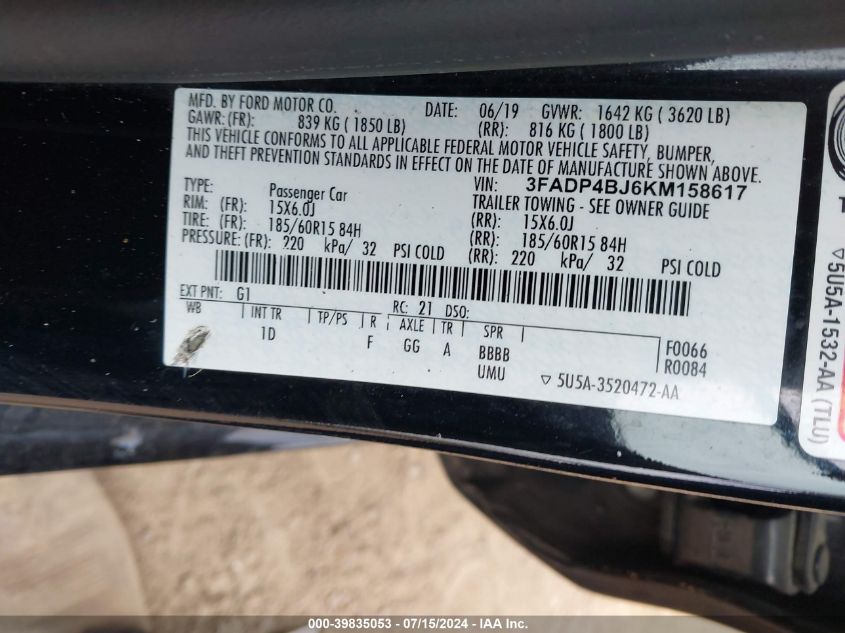 MFD. BY FORD MOTOR CO. DATE: 06/19 GVWR: 1642 KG ( 3620 LB)
GAWR: (FR): 839 KG ( 1850 LB) (RR): 816 KG ( 1800 LB)
THIS VEHICLE CONFORMS TO ALL APPLICABLE FEDERAL MOTOR VEHICLE SAFETY, BUMPER,
AND THEFT PREVENTION STANDARDS IN EFFECT ON THE DATE OF MANUFACTURE SHOWN ABOVE.
VIN: 3FADP4BJ6KM158617
TYPE: Passenger Car TRAILER TOWING - SEE OWNER GUIDE
RIM: (FR): 15X6.0J (RR): 15X6.0J
TIRE: (FR): 185/60R15 84H (RR): 185/60R15 84H
PRESSURE: (FR): 220 kPa/ 32 PSI COLD (RR): 220 kPa/ 32 PSI COLD
EXT PNT: G1 RC: 21 DSO:
WB INT TR TP/PS R AXLE TR SPR
1D F GG A BBBB F0066
UMU R0084
▽ 5U5A-3520472-AA
▽5U5A-1532-AA (TLU)
000-39835053 - 07/15/2024 - IAAI Inc.